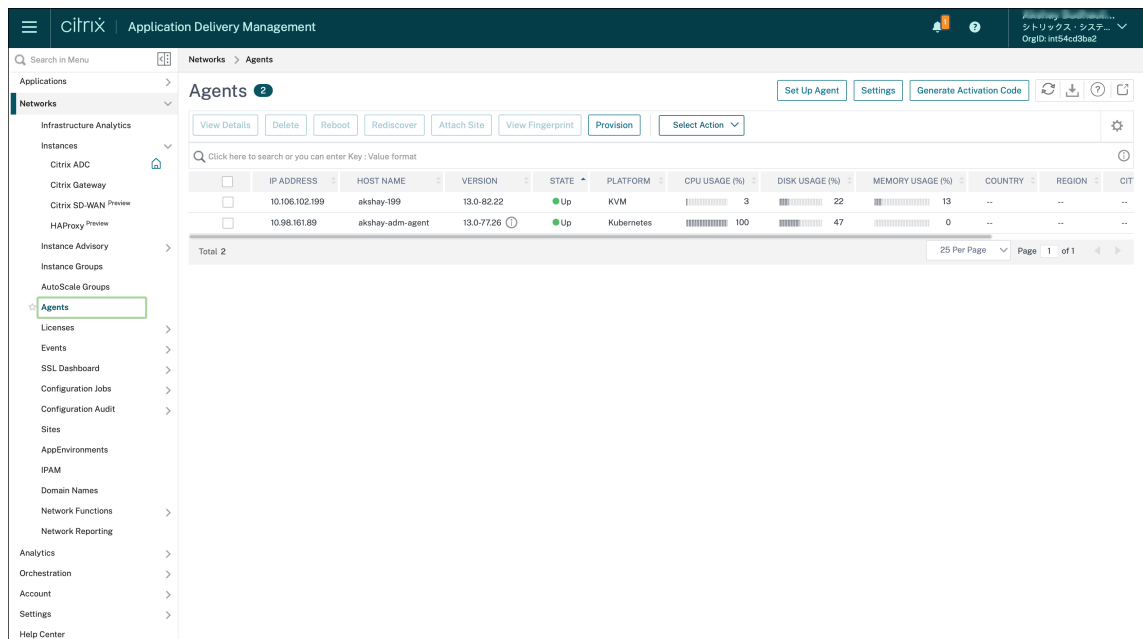 citrix | Application Delivery Management
1
?
シトリックス・システ...
OrgID: int54cd3ba2
Search in Menu
Networks > Agents
Applications
Networks
Infrastructure Analytics
Instances
Citrix ADC
Citrix Gateway
Citrix SD-WAN Preview
HAProxy Preview
Instance Advisory
Instance Groups
AutoScale Groups
Agents
Licenses
Events
SSL Dashboard
Configuration Jobs
Configuration Audit
Sites
AppEnvironments
IPAM
Domain Names
Network Functions
Network Reporting
Analytics
Orchestration
Account
Settings
Help Center
Agents 2
Set Up Agent Settings Generate Activation Code
View Details Delete Reboot Rediscover Attach Site View Fingerprint Provision Select Action
Click here to search or you can enter Key : Value format
IP ADDRESS HOST NAME VERSION STATE PLATFORM CPU USAGE (%) DISK USAGE (%) MEMORY USAGE (%) COUNTRY REGION CIT
10.106.102.199 akshay-199 13.0-82.22 Up KVM 3 22 13 -- -- --
10.98.161.89 akshay-adm-agent 13.0-77.26 Up Kubernetes 100 47 0 -- -- --
Total 2
25 Per Page Page 1 of 1